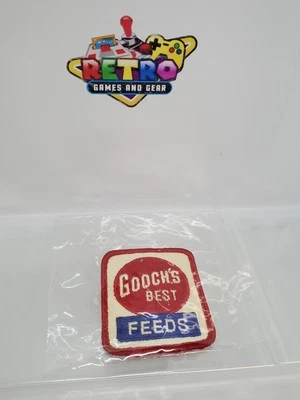 RETRO
GAMES AND GEAR
GOOCH'S
BEST
FEEDS